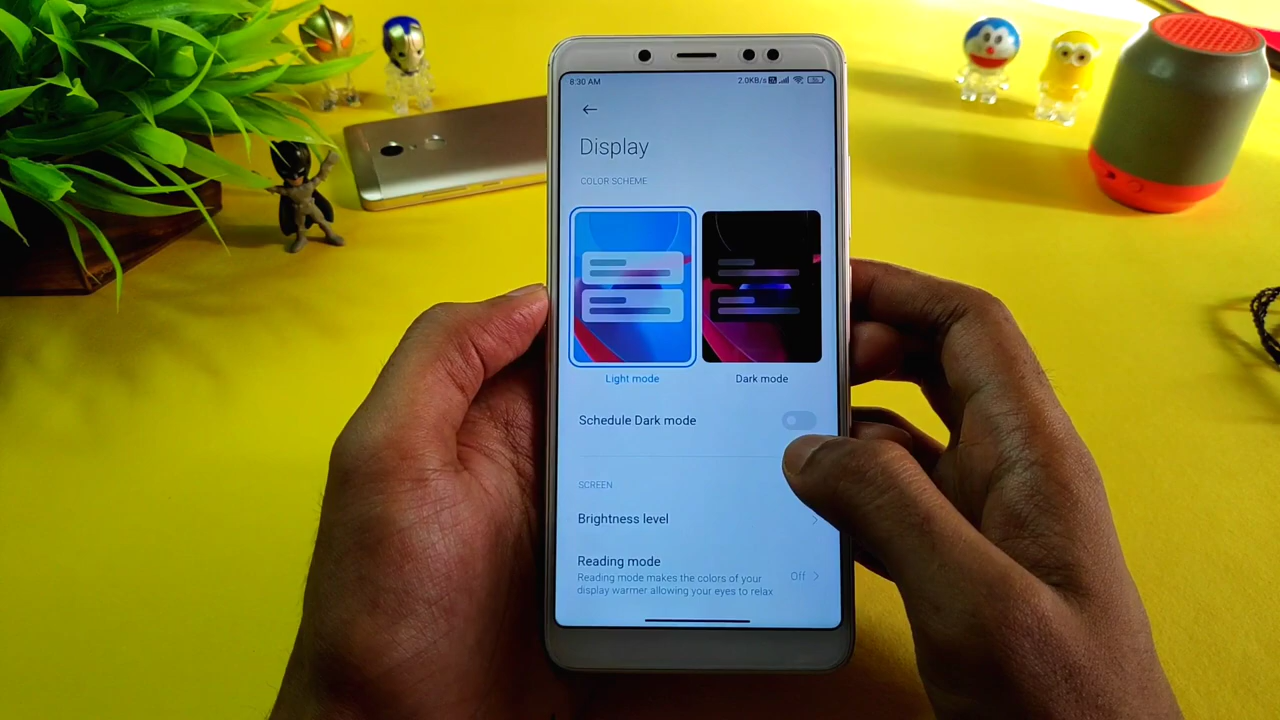 8:30 AM
2.0KB/s
Display
COLOR SCHEME
Light mode
Dark mode
Schedule Dark mode
SCREEN
Brightness level
Reading mode
Reading mode makes the colors of your
display warmer allowing your eyes to relax
Off